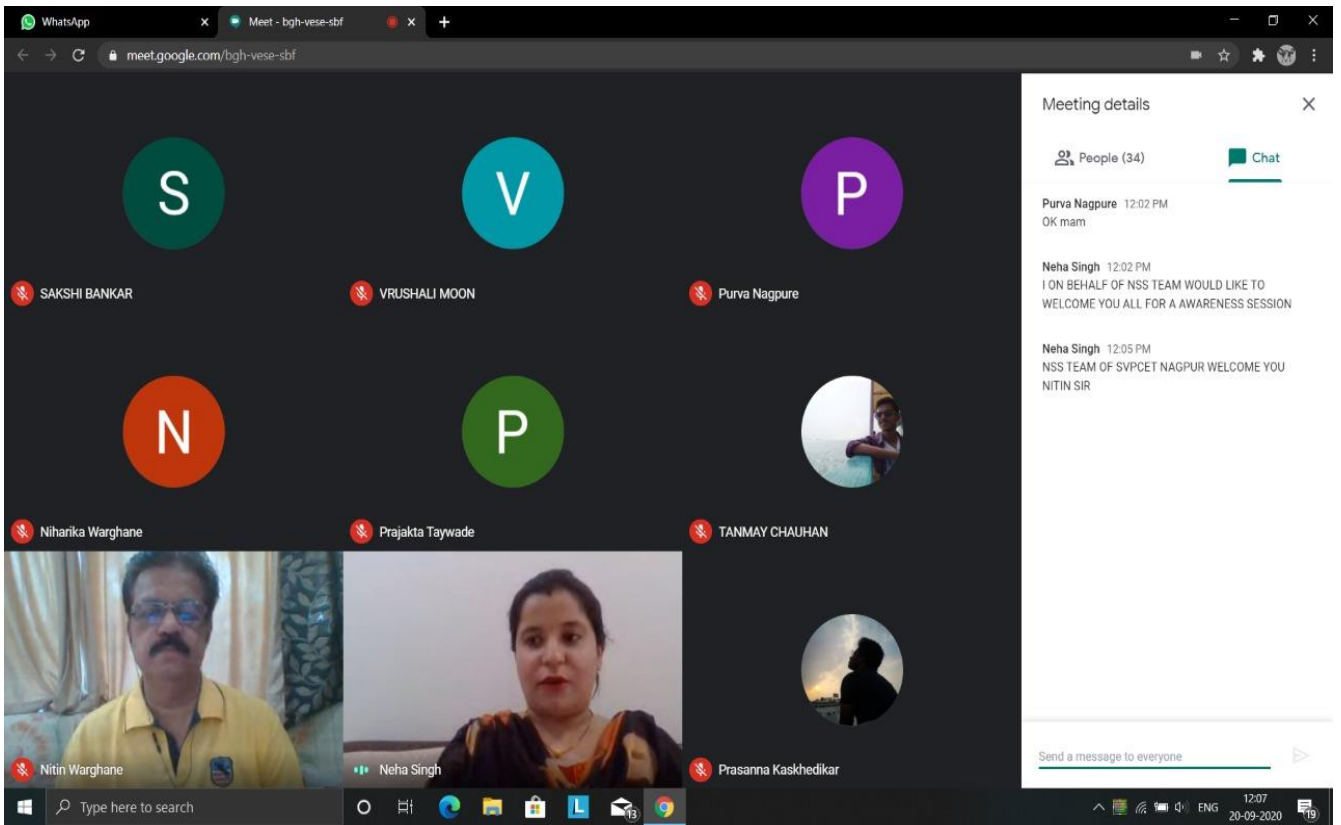 WhatsApp
Meet - bgh-vese-sbf
meet.google.com/bgh-vese-sbf
S
SAKSHI BANKAR
V
VRUSHALI MOON
P
Purva Nagpure
N
Niharika Warghane
P
Prajakta Taywade
TANMAY CHAUHAN
Nitin Warghane
Neha Singh
Prasanna Kaskhedikar
Meeting details
People (34)
Chat
Purva Nagpure 12:02 PM
OK mam
Neha Singh 12:02 PM
I ON BEHALF OF NSS TEAM WOULD LIKE TO
WELCOME YOU ALL FOR A AWARENESS SESSION
Neha Singh 12:05 PM
NSS TEAM OF SVPCET NAGPUR WELCOME YOU
NITIN SIR
Send a message to everyone
Type here to search
L
13
ENG
12:07
20-09-2020
19